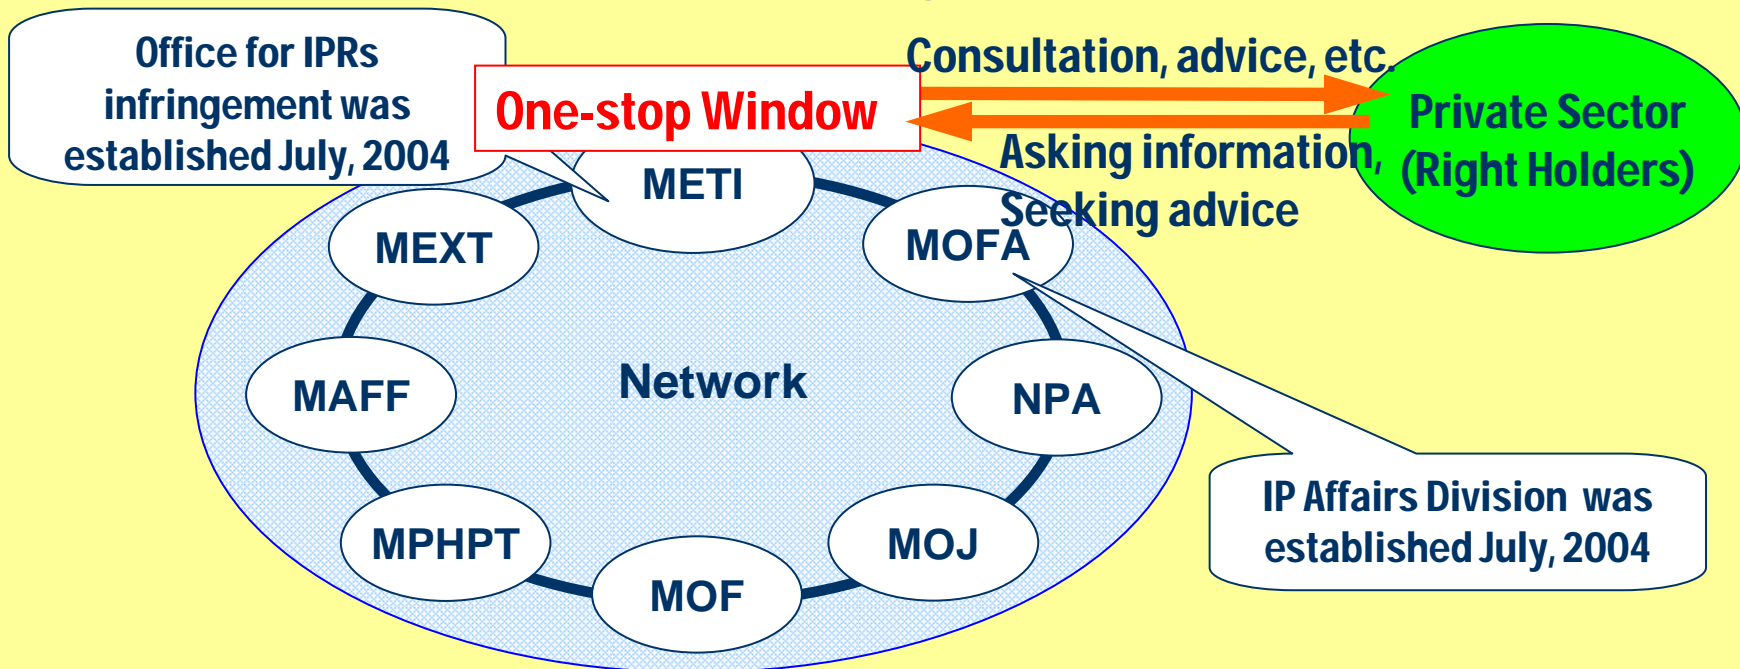 Office for IPRs
infringement was
established July, 2004
One-stop Window
Consultation, advice, etc.
Asking information,
Seeking advice
Private Sector
(Right Holders)
METI
MEXT
MOFA
MAFF
Network
NPA
MPHPT
MOJ
MOF
IP Affairs Division was
established July, 2004